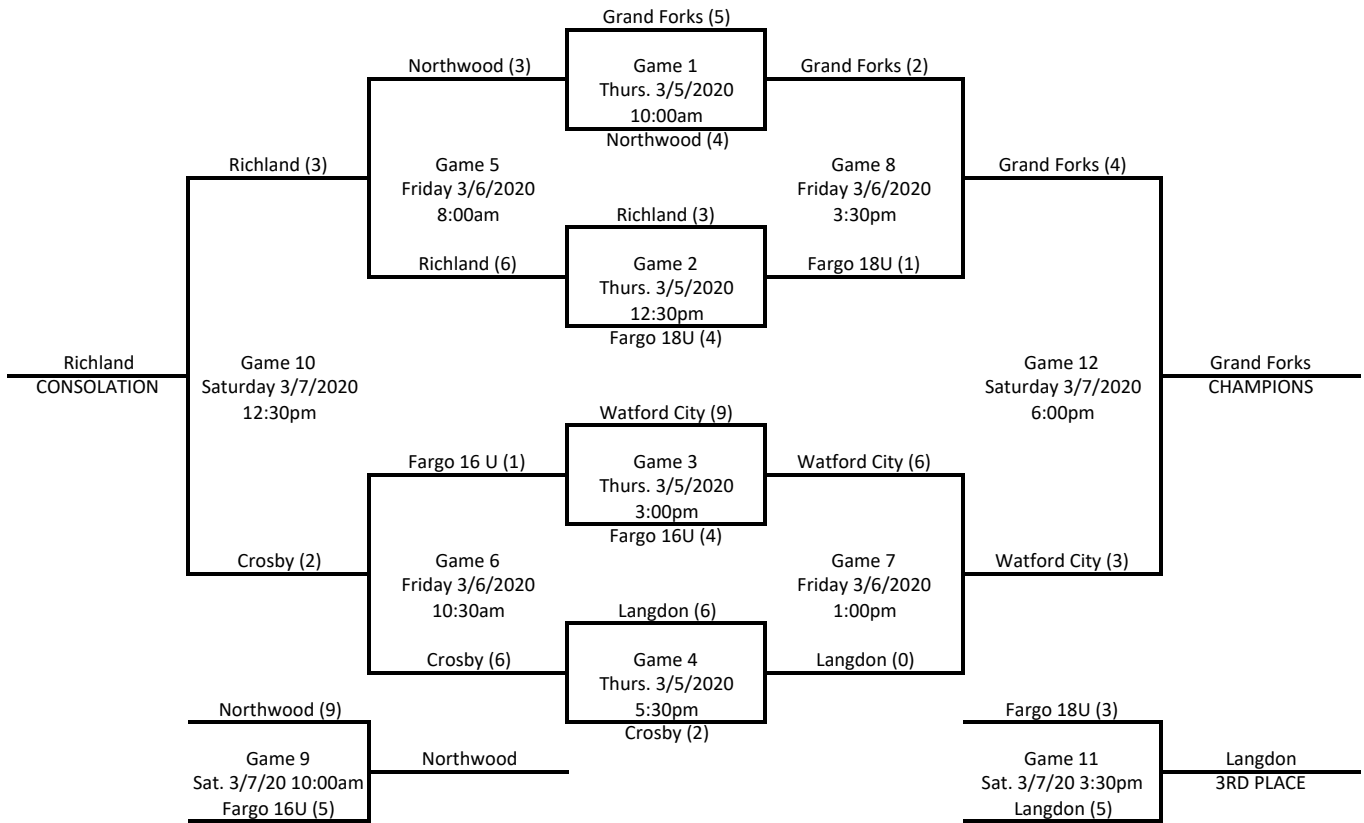 Grand Forks (5)
Northwood (3)
Game 1
Thurs. 3/5/2020
10:00am
Grand Forks (2)
Northwood (4)
Richland (3)
Game 5
Friday 3/6/2020
8:00am
Game 8
Friday 3/6/2020
3:30pm
Grand Forks (4)
Richland (3)
Richland (6)
Game 2
Thurs. 3/5/2020
12:30pm
Fargo 18U (1)
Fargo 18U (4)
Richland
CONSOLATION
Game 10
Saturday 3/7/2020
12:30pm
Game 12
Saturday 3/7/2020
6:00pm
Grand Forks
CHAMPIONS
Watford City (9)
Fargo 16 U (1)
Game 3
Thurs. 3/5/2020
3:00pm
Watford City (6)
Fargo 16U (4)
Crosby (2)
Game 6
Friday 3/6/2020
10:30am
Game 7
Friday 3/6/2020
1:00pm
Watford City (3)
Langdon (6)
Crosby (6)
Game 4
Thurs. 3/5/2020
5:30pm
Langdon (0)
Crosby (2)
Northwood (9)
Game 9
Sat. 3/7/20 10:00am
Fargo 16U (5)
Northwood
Fargo 18U (3)
Game 11
Sat. 3/7/20 3:30pm
Langdon (5)
Langdon
3RD PLACE